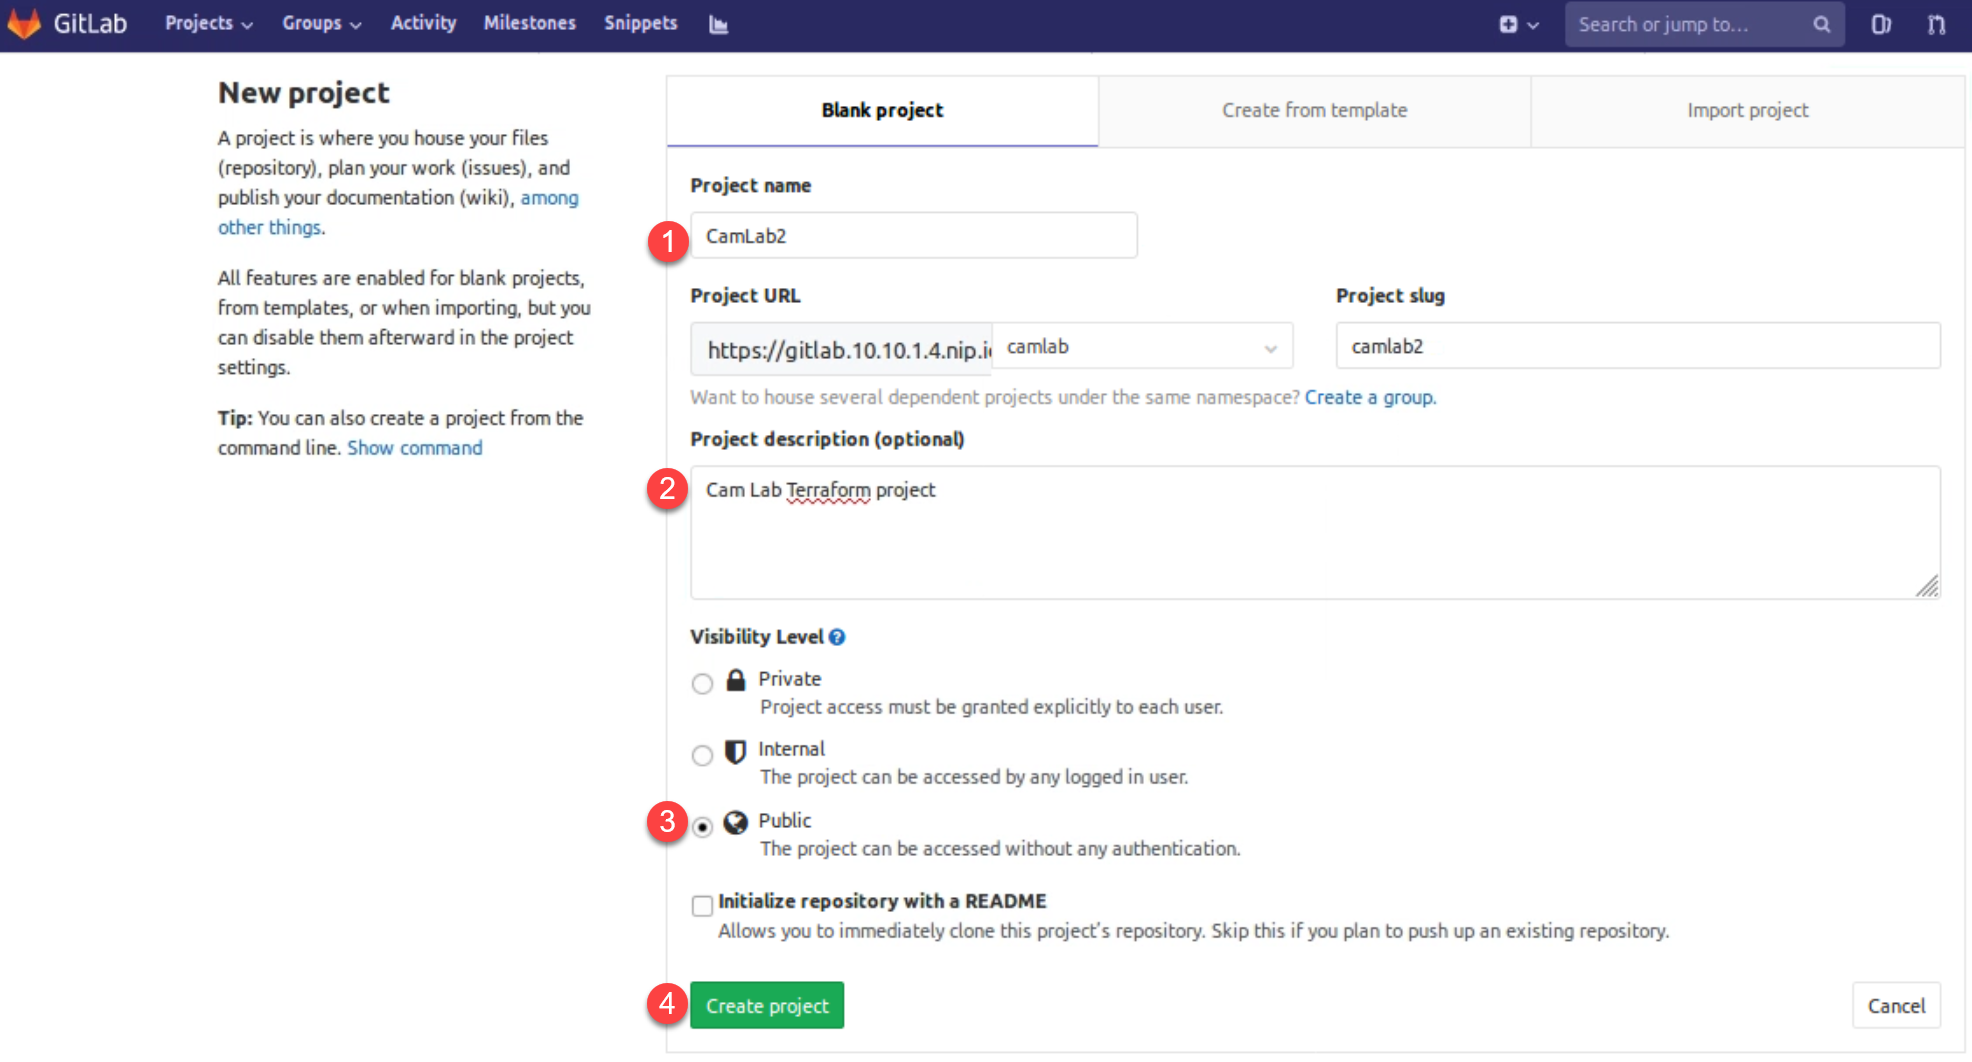 GitLab Projects Groups Activity Milestones Snippets Search or jump to...
New project
A project is where you house your files
(repository), plan your work (issues), and
publish your documentation (wiki), among
other things.
All features are enabled for blank projects,
from templates, or when importing, but you
can disable them afterward in the project
settings.
Tip: You can also create a project from the
command line. Show command
Blank project Create from template Import project
Project name
1 CamLab2
Project URL Project slug
https://gitlab.10.10.1.4.nip.i camlab camlab2
Want to house several dependent projects under the same namespace? Create a group.
Project description (optional)
2 Cam Lab Terraform project
Visibility Level ?
Private
Project access must be granted explicitly to each user.
Internal
The project can be accessed by any logged in user.
3 Public
The project can be accessed without any authentication.
Initialize repository with a README
Allows you to immediately clone this project's repository. Skip this if you plan to push up an existing repository.
4 Create project Cancel